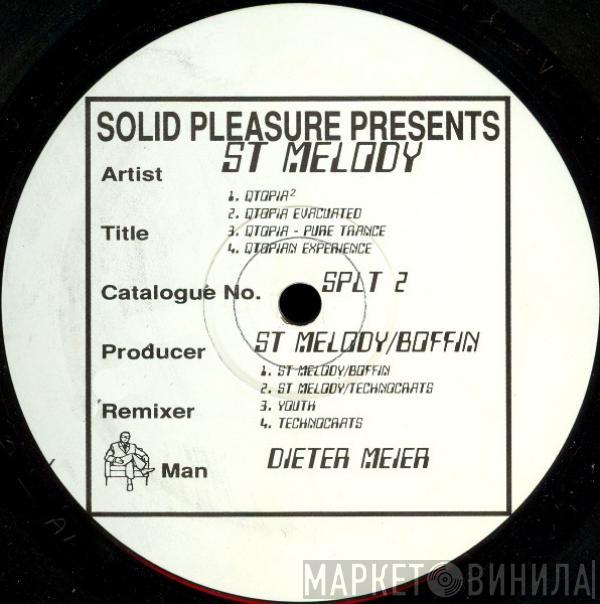 SOLID PLEASURE PRESENTS
Artist ST MELODY
Title
1. QTOPIA²
2. QTOPIA EVACUATED
3. QTOPIA - PURE TRANCE
4. QTOPIAN EXPERIENCE
Catalogue No. SPLT 2
Producer ST MELODY/BOFFIN
Remixer
1. ST MELODY/BOFFIN
2. ST MELODY/TECHNOCRATS
3. YOUTH
4. TECHNOCRATS
Man DIETER MEIER
A1
МАРКЕТ ВИНИЛА!